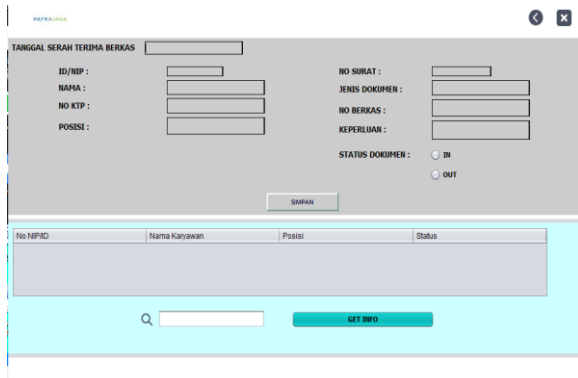 PATRAJASA
TANGGAL SERAH TERIMA BERKAS
ID/NIP :
NO SURAT :
NAMA :
JENIS DOKUMEN :
NO KTP :
NO BERKAS :
POSISI :
KEPERLUAN :
STATUS DOKUMEN :
IN
OUT
SIMPAN
No NIP/ID Nama Karyawan Posisi Status
GET INFO